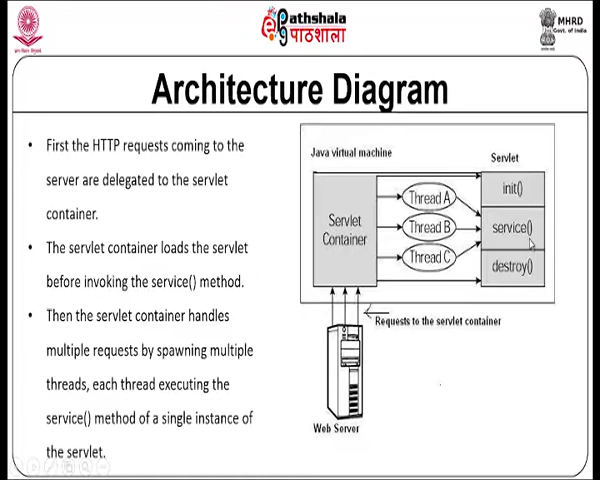 ePathshala
पाठशाला
MHRD
Govt. of India
Architecture Diagram
• First the HTTP requests coming to the
server are delegated to the servlet
container.
• The servlet container loads the servlet
before invoking the service() method.
• Then the servlet container handles
multiple requests by spawning multiple
threads, each thread executing the
service() method of a single instance of
the servlet.
Java virtual machine
Servlet
Servlet
Container
Thread A
Thread B
Thread C
init()
service()
destroy()
Requests to the servlet container
Web Server